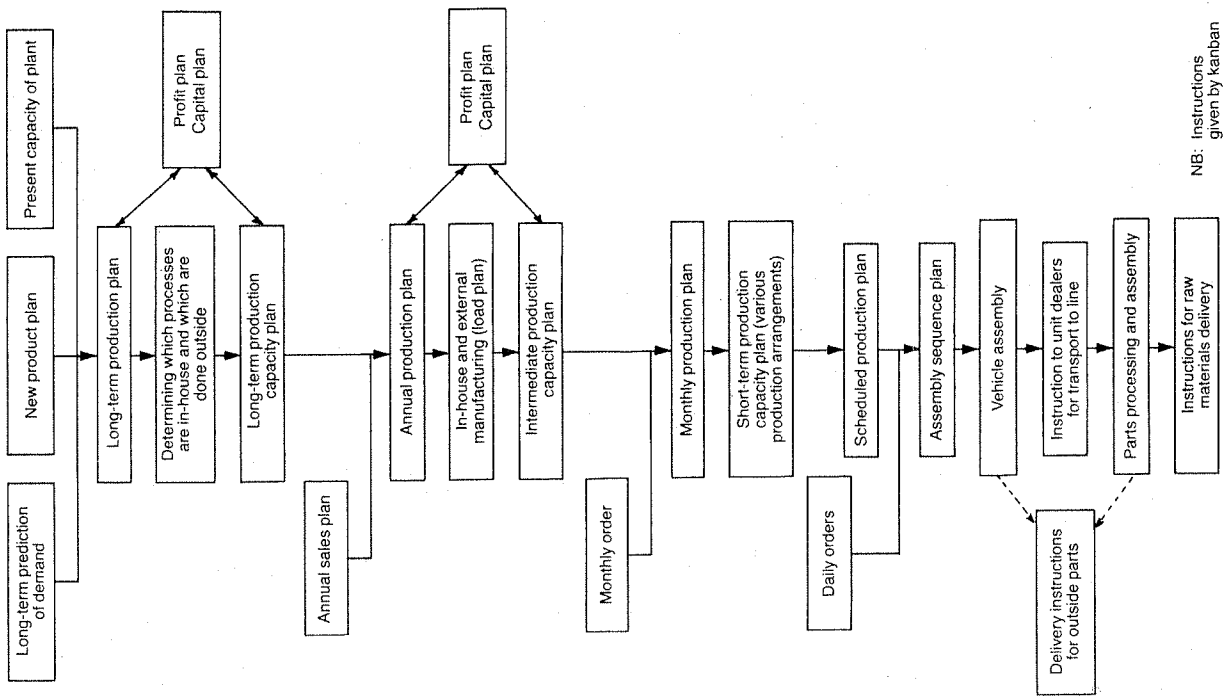 Long-term prediction
of demand
New product plan
Present capacity of plant
Long-term production plan
Profit plan
Capital plan
Determining which processes
are in-house and which are
done outside
Long-term production
capacity plan
Annual sales plan
Annual production plan
Profit plan
Capital plan
In-house and external
manufacturing (load plan)
Intermediate production
capacity plan
Monthly order
Monthly production plan
Short-term production
capacity plan (various
production arrangements)
Daily orders
Scheduled production plan
Assembly sequence plan
Vehicle assembly
Delivery instructions
for outside parts
Instruction to unit dealers
for transport to line
Parts processing and assembly
Instructions for raw
materials delivery
NB: Instructions
given by kanban